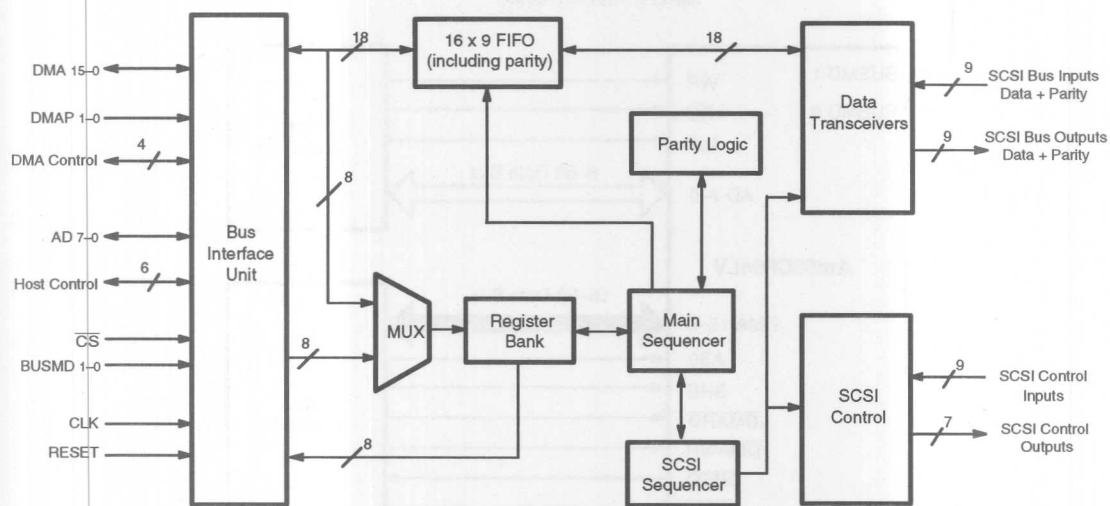 DMA 15–0
DMAP 1–0
DMA Control
4
AD 7–0
Host Control
6
CS
BUSMD 1–0
CLK
RESET
Bus
Interface
Unit
18
16 x 9 FIFO
(including parity)
18
8
8
8
MUX
Register
Bank
Parity Logic
Main
Sequencer
SCSI
Sequencer
Data
Transceivers
9
SCSI Bus Inputs
Data + Parity
9
SCSI Bus Outputs
Data + Parity
SCSI
Control
9
SCSI Control
Inputs
7
SCSI Control
Outputs